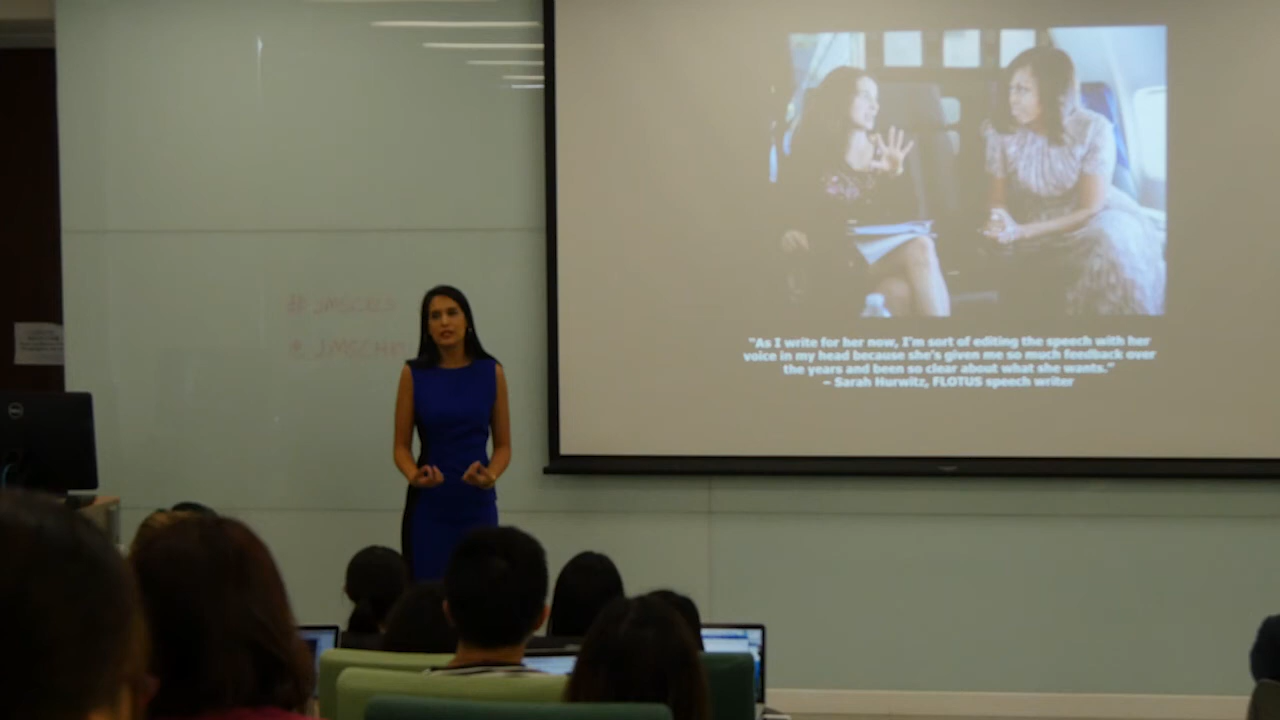 "As I write for her now, I'm sort of editing the speech with her
voice in my head because she's given me so much feedback over
the years and been so clear about what she wants."
– Sarah Hurwitz, FLOTUS speech writer
DELL